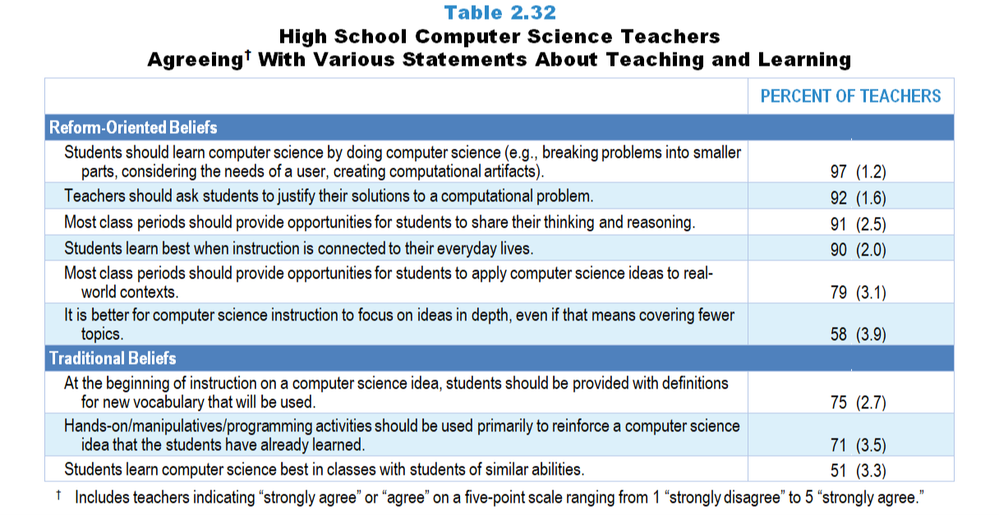 Table 2.32
High School Computer Science Teachers
Agreeing† With Various Statements About Teaching and Learning
PERCENT OF TEACHERS
Reform-Oriented Beliefs
Students should learn computer science by doing computer science (e.g., breaking problems into smaller
parts, considering the needs of a user, creating computational artifacts). 97 (1.2)
Teachers should ask students to justify their solutions to a computational problem. 92 (1.6)
Most class periods should provide opportunities for students to share their thinking and reasoning. 91 (2.5)
Students learn best when instruction is connected to their everyday lives. 90 (2.0)
Most class periods should provide opportunities for students to apply computer science ideas to real-
world contexts. 79 (3.1)
It is better for computer science instruction to focus on ideas in depth, even if that means covering fewer
topics. 58 (3.9)
Traditional Beliefs
At the beginning of instruction on a computer science idea, students should be provided with definitions
for new vocabulary that will be used. 75 (2.7)
Hands-on/manipulatives/programming activities should be used primarily to reinforce a computer science
idea that the students have already learned. 71 (3.5)
Students learn computer science best in classes with students of similar abilities. 51 (3.3)
† Includes teachers indicating “strongly agree” or “agree” on a five-point scale ranging from 1 “strongly disagree” to 5 “strongly agree.”